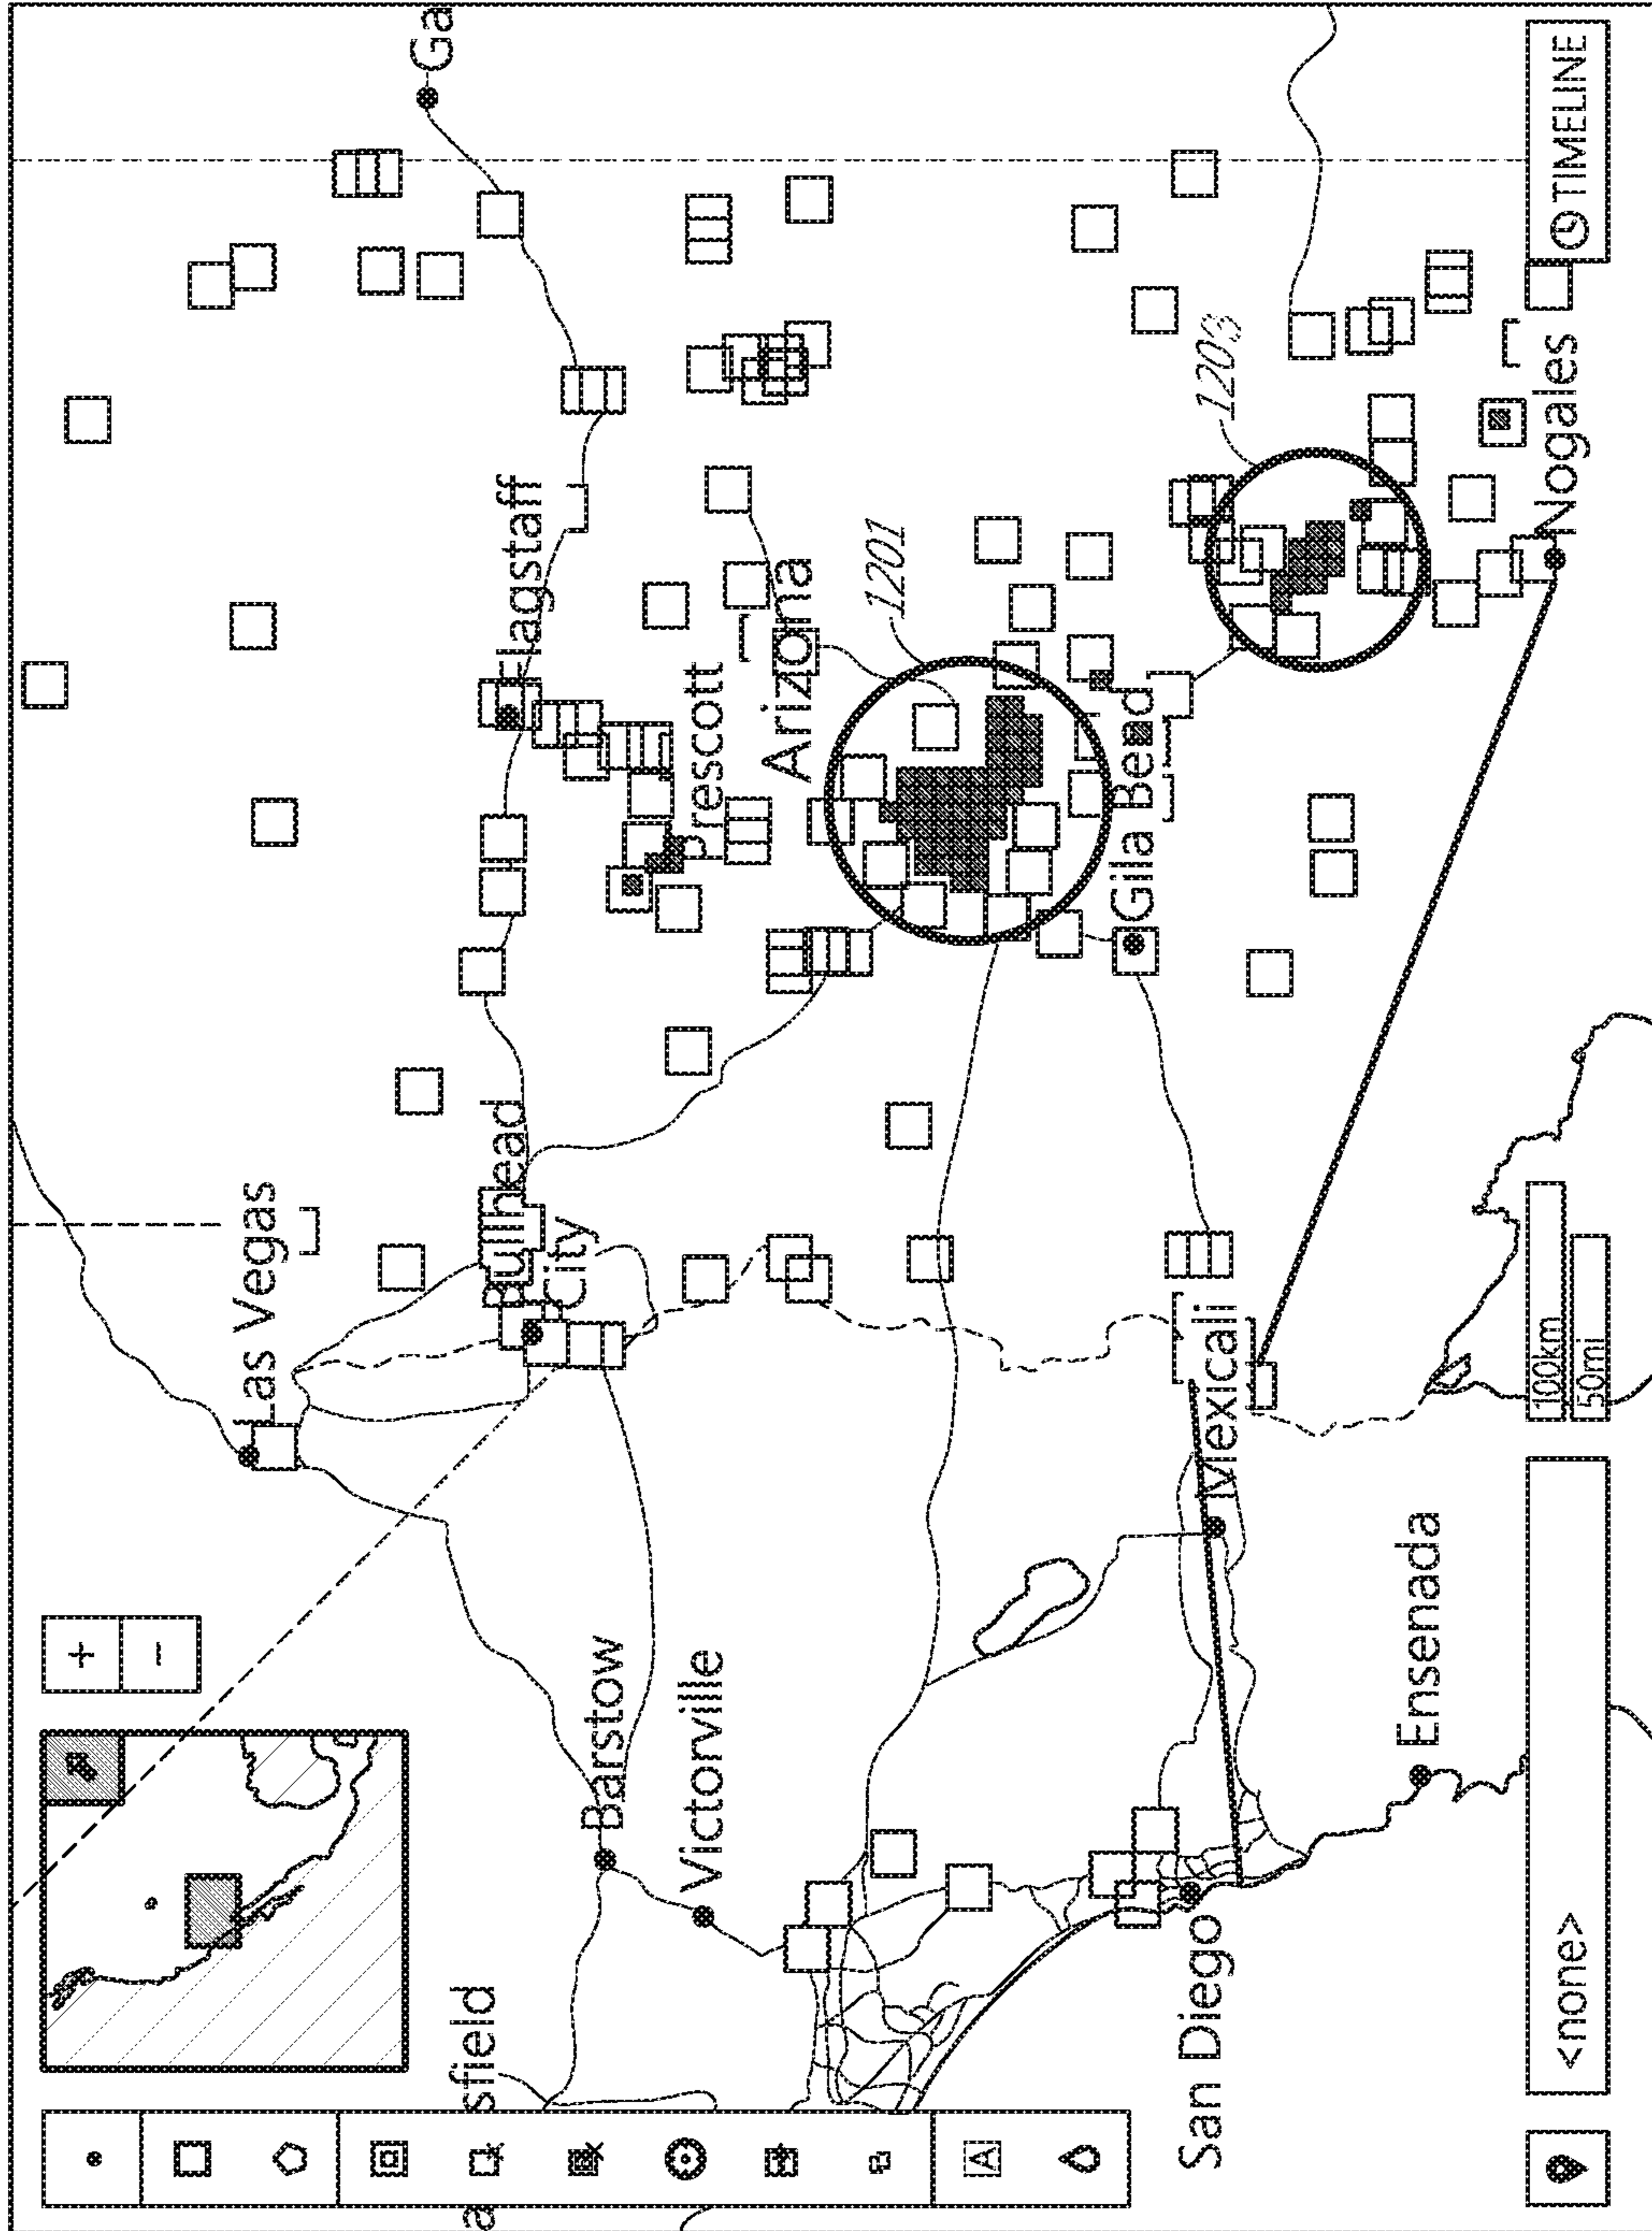 +
−
Las Vegas
Ga
a sfield
Bullhead
City
Flagstaff
Barstow
Prescott
Victorville
Arizona
1201
Gila Bend
San Diego
Mexicali
1203
Ensenada
Nogales
A
<none>
100km
50mi
TIMELINE